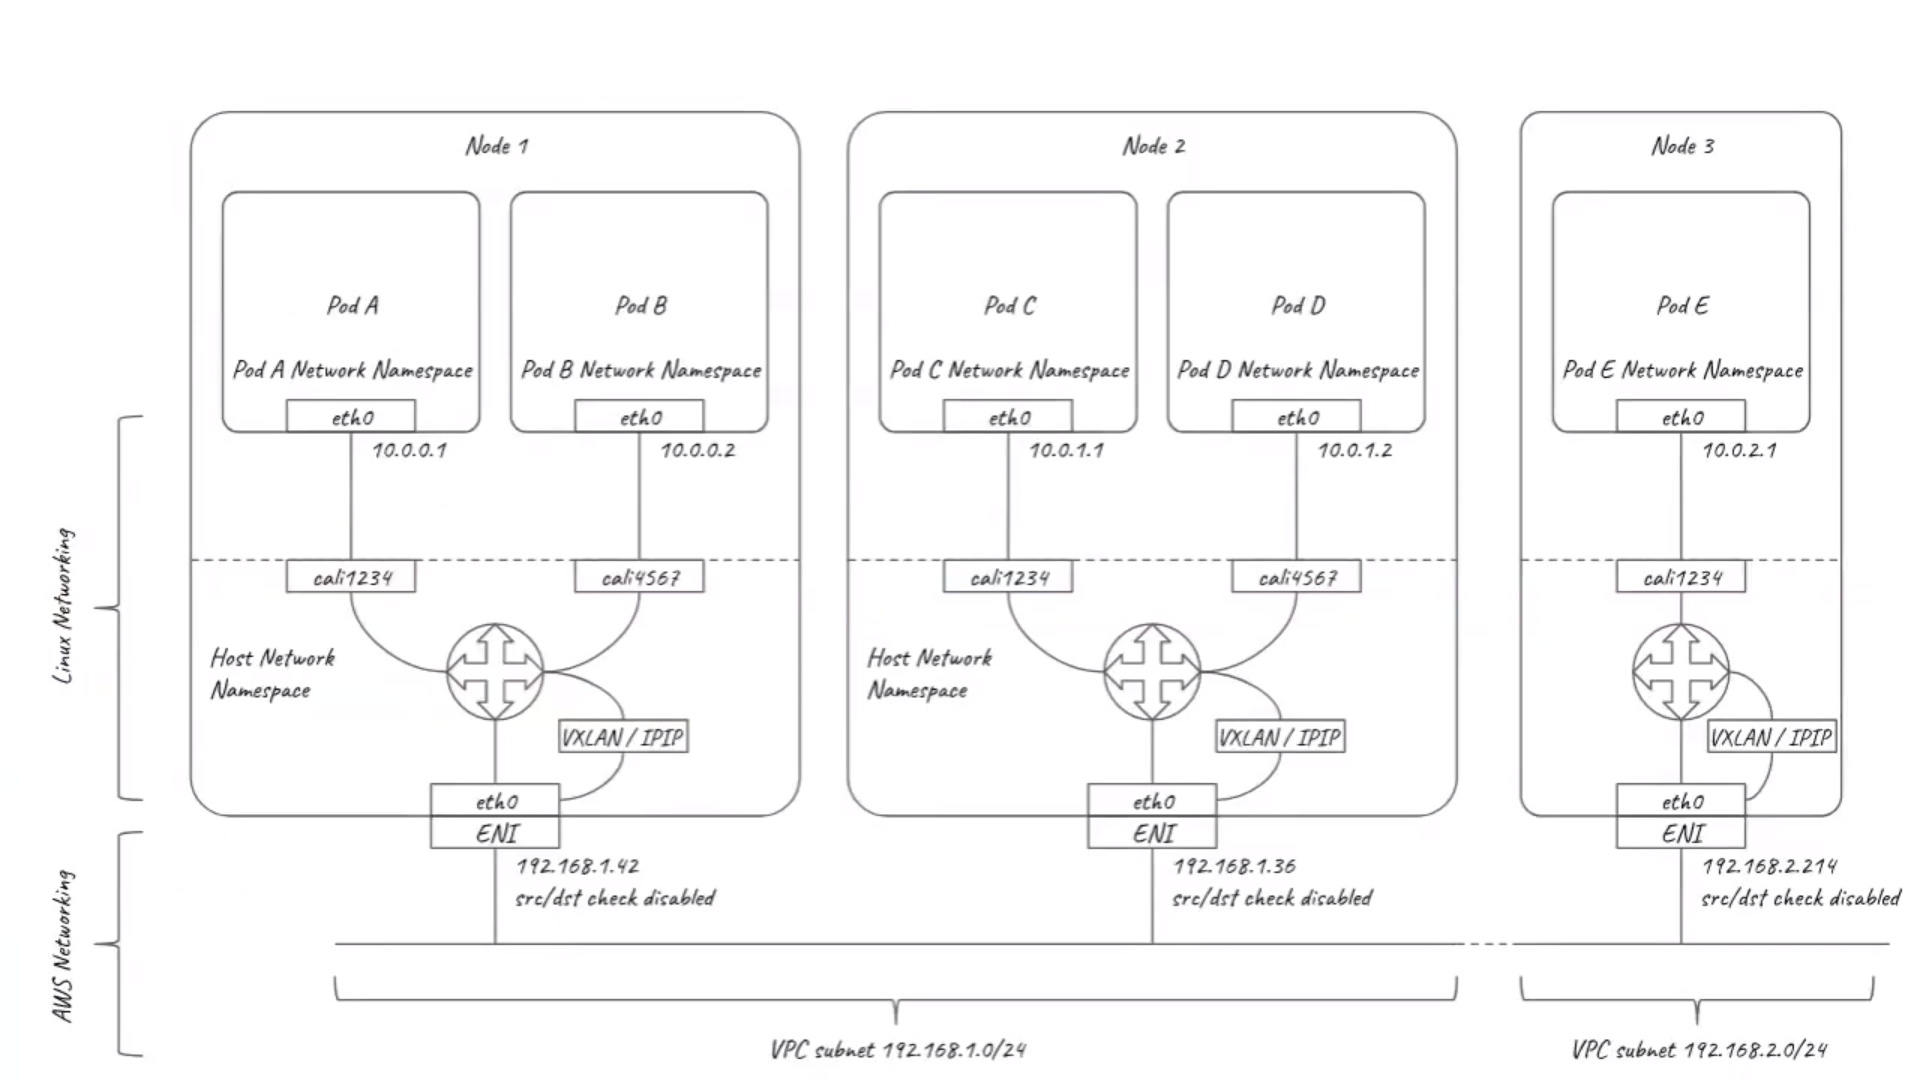 Node 1
Node 2
Node 3
Pod A
Pod B
Pod C
Pod D
Pod E
Pod A Network Namespace
Pod B Network Namespace
Pod C Network Namespace
Pod D Network Namespace
Pod E Network Namespace
eth0
eth0
eth0
eth0
eth0
10.0.0.1
10.0.0.2
10.0.1.1
10.0.1.2
10.0.2.1
Linux Networking
cali1234
cali4567
cali1234
cali4567
cali1234
Host Network
Namespace
Host Network
Namespace
VXLAN / IPIP
VXLAN / IPIP
VXLAN / IPIP
eth0
eth0
eth0
ENI
ENI
ENI
AWS Networking
192.168.1.42
src/dst check disabled
192.168.1.36
src/dst check disabled
192.168.2.214
src/dst check disabled
VPC subnet 192.168.1.0/24
VPC subnet 192.168.2.0/24